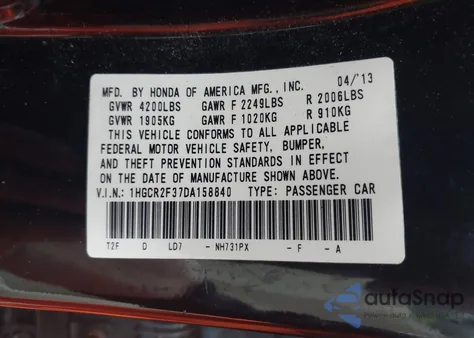 MFD. BY HONDA OF AMERICA MFG., INC. 04/'13
GVWR 4200LBS GAWR F 2249LBS R 2006LBS
GVWR 1905KG GAWR F 1020KG R 910KG
THIS VEHICLE CONFORMS TO ALL APPLICABLE
FEDERAL MOTOR VEHICLE SAFETY, BUMPER,
AND THEFT PREVENTION STANDARDS IN EFFECT
ON THE DATE OF MANUFACTURE SHOWN ABOVE.
V.I.N.: 1HGCR2F37DA158840 TYPE: PASSENGER CAR
T2F D LD7 - NH731PX - F - A
autoSnap